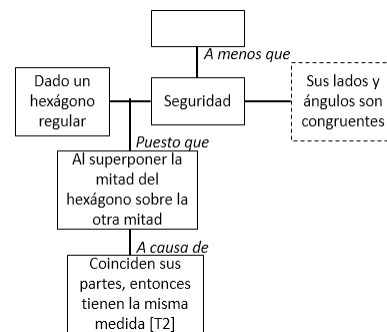 A menos que
Dado un
hexágono
regular
Seguridad
Sus lados y
ángulos son
congruentes
Puesto que
Al superponer la
mitad del
hexágono sobre la
otra mitad
A causa de
Coinciden sus
partes, entonces
tienen la misma
medida [T2]